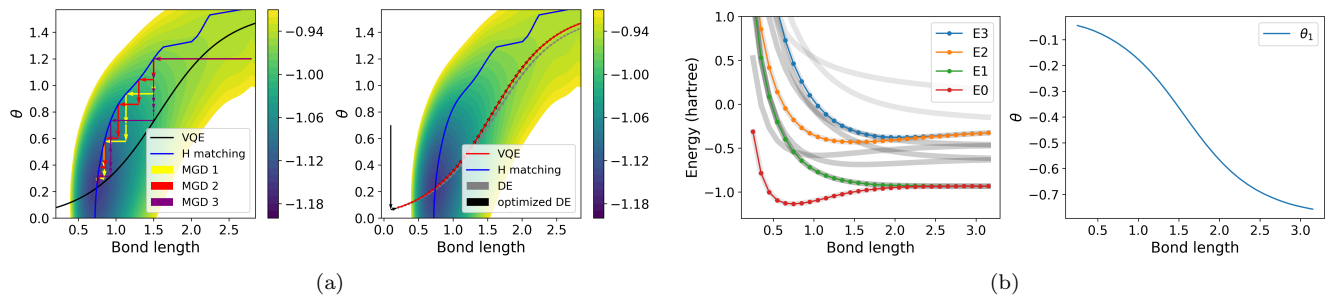 1.4
1.2
1.0
0.8
0.6
0.4
0.2
0.0
θ
0.5 1.0 1.5 2.0 2.5
Bond length
VQE
H matching
MGD 1
MGD 2
MGD 3
−0.94
−1.00
−1.06
−1.12
−1.18
1.4
1.2
1.0
0.8
0.6
0.4
0.2
0.0
θ
0.0 0.5 1.0 1.5 2.0 2.5
Bond length
VQE
H matching
DE
optimized DE
−0.94
−1.00
−1.06
−1.12
−1.18
(a)
1.0
0.5
0.0
−0.5
−1.0
Energy (hartree)
0.0 0.5 1.0 1.5 2.0 2.5 3.0
Bond length
E3
E2
E1
E0
−0.1
−0.2
−0.3
−0.4
−0.5
−0.6
−0.7
θ
0.0 0.5 1.0 1.5 2.0 2.5 3.0
Bond length
θ1
(b)